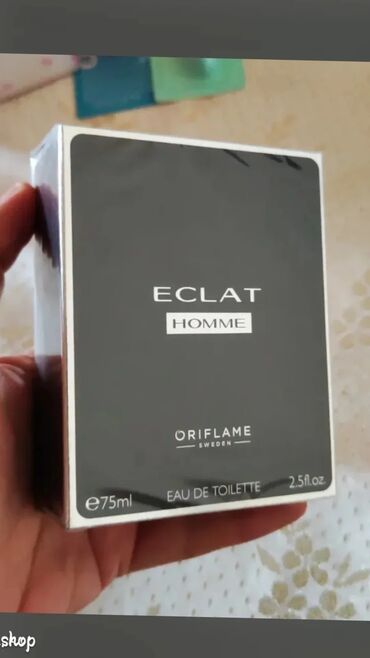 ECLAT
HOMME
ORIFLAME
SWEDEN
℮75ml EAU DE TOILETTE 2.5fl.oz.
shop